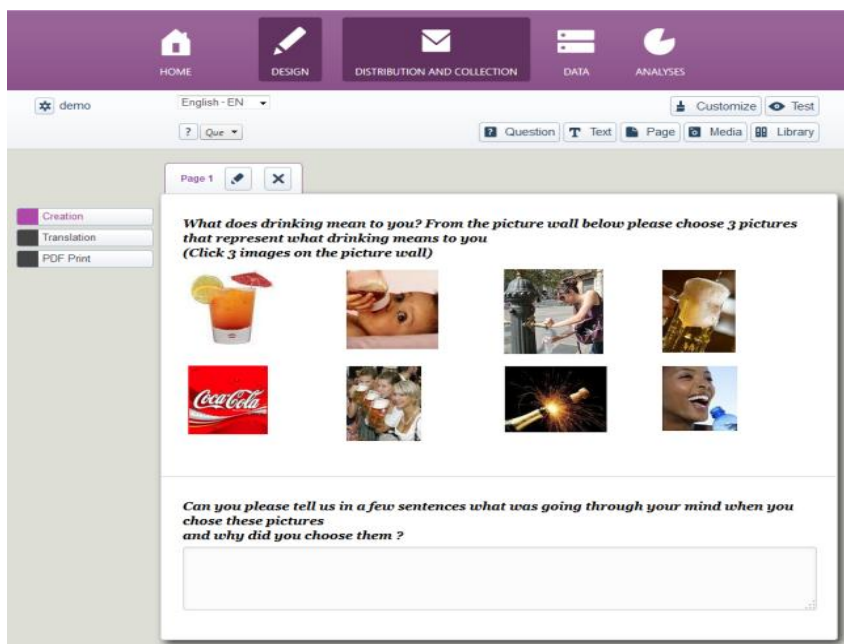 HOME
DESIGN
DISTRIBUTION AND COLLECTION
DATA
ANALYSES
demo
English - EN
Customize
Test
? Que
? Question
T Text
Page
Media
Library
Page 1
Creation
Translation
PDF Print
What does drinking mean to you? From the picture wall below please choose 3 pictures
that represent what drinking means to you
(Click 3 images on the picture wall)
Coca-Cola
Can you please tell us in a few sentences what was going through your mind when you
chose these pictures
and why did you choose them ?